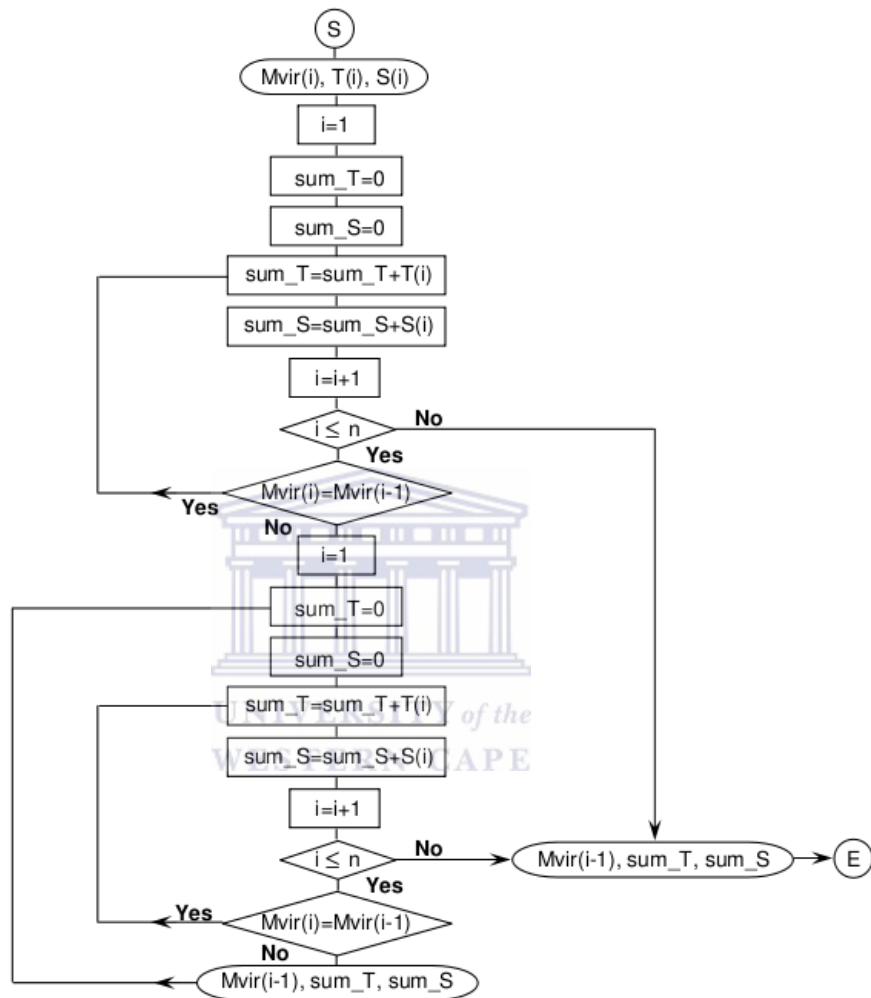 S
Mvir(i), T(i), S(i)
i=1
sum_T=0
sum_S=0
sum_T=sum_T+T(i)
sum_S=sum_S+S(i)
i=i+1
i ≤ n
No
Yes
Mvir(i)=Mvir(i-1)
Yes
No
i=1
sum_T=0
sum_S=0
sum_T=sum_T+T(i)
UNIVERSITY of the
sum_S=sum_S+S(i)
WESTERN CAPE
i=i+1
i ≤ n
No
Mvir(i-1), sum_T, sum_S
E
Yes
Mvir(i)=Mvir(i-1)
Yes
No
Mvir(i-1), sum_T, sum_S